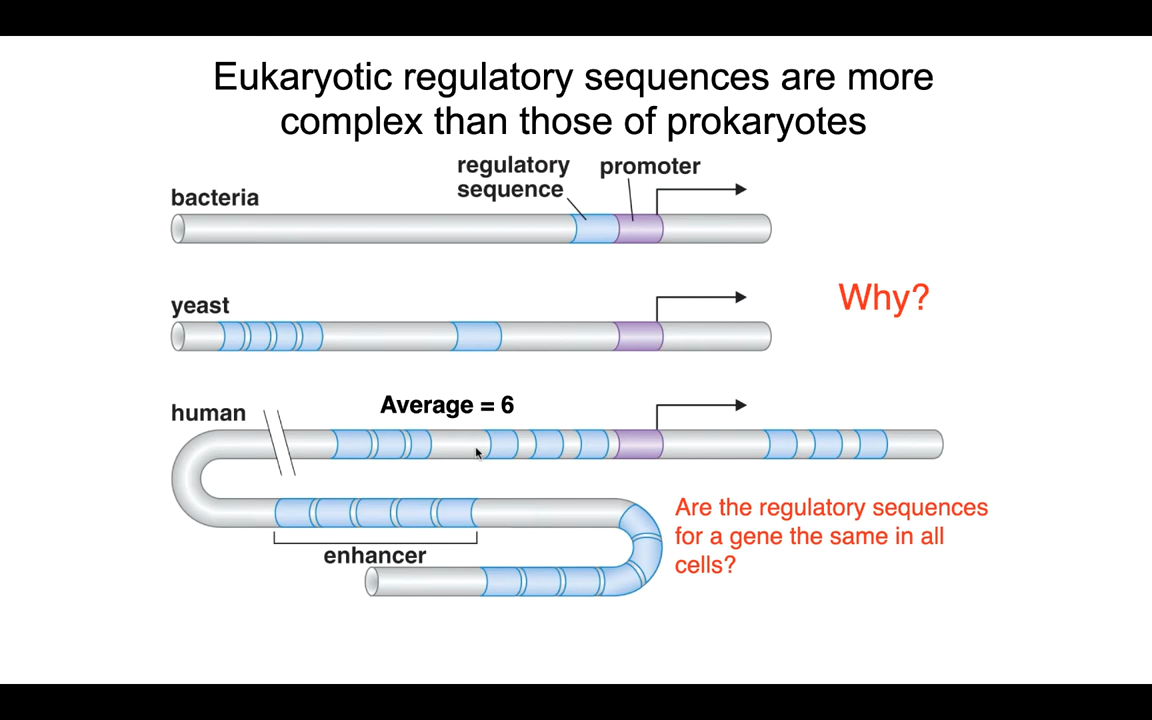 Eukaryotic regulatory sequences are more
complex than those of prokaryotes
regulatory
sequence
promoter
bacteria
yeast
Why?
human
Average = 6
enhancer
Are the regulatory sequences
for a gene the same in all
cells?